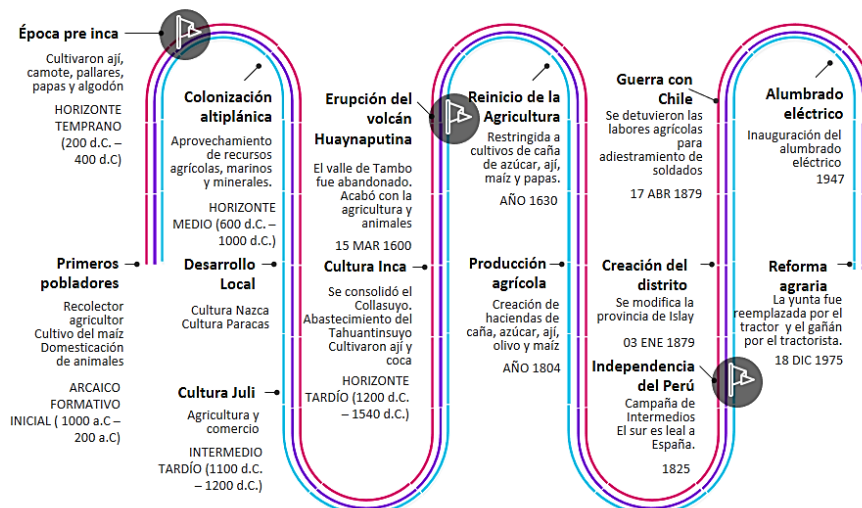 Época pre inca
Cultivaron ají,
camote, pallares,
papas y algodón
HORIZONTE
TEMPRANO
(200 d.C. –
400 d.C)
Primeros
pobladores
Recolector
agricultor
Cultivo del maíz
Domesticación
de animales
ARCAICO
FORMATIVO
INICIAL ( 1000 a.C –
200 a.C)
Colonización
altiplánica
Aprovechamiento
de recursos
agrícolas, marinos
y minerales.
HORIZONTE
MEDIO (600 d.C. –
1000 d.C.)
Desarrollo
Local
Cultura Nazca
Cultura Paracas
Cultura Juli
Agricultura y
comercio
INTERMEDIO
TARDÍO (1100 d.C.
– 1200 d.C.)
Erupción del
volcán
Huaynaputina
El valle de Tambo
fue abandonado.
Acabó con la
agricultura y
animales
15 MAR 1600
Cultura Inca
Se consolidó el
Collasuyo.
Abastecimiento del
Tahuantinsuyo
Cultivaron ají y
coca
HORIZONTE
TARDÍO (1200 d.C.
– 1540 d.C.)
Reinicio de la
Agricultura
Restringida a
cultivos de caña
de azúcar, ají,
maíz y papas.
AÑO 1630
Producción
agrícola
Creación de
haciendas de
caña, azúcar, ají,
olivo y maíz
AÑO 1804
Guerra con
Chile
Se detuvieron las
labores agrícolas
para
adiestramiento de
soldados
17 ABR 1879
Creación del
distrito
Se modifica la
provincia de Islay
03 ENE 1879
Independencia
del Perú
Campaña de
Intermedios
El sur es leal a
España.
1825
Alumbrado
eléctrico
Inauguración del
alumbrado
eléctrico
1947
Reforma
agraria
La yunta fue
reemplazada por el
tractor y el gañán
por el tractorista.
18 DIC 1975